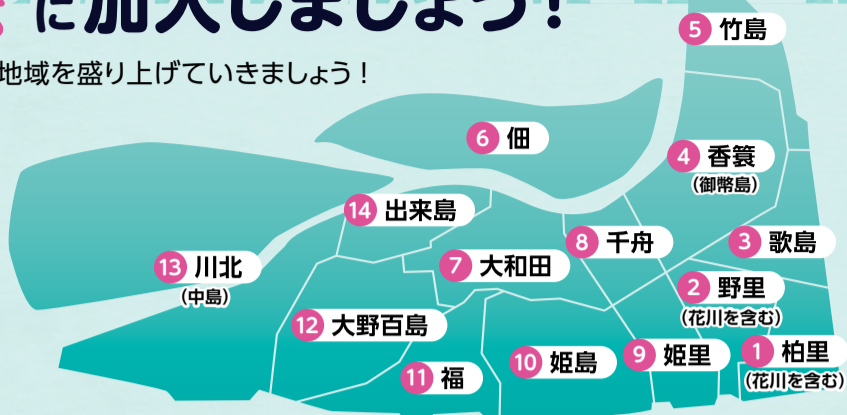 に加入しましょう！
地域を盛り上げていきましょう！
5 竹島
6 佃
4 香簑
(御幣島)
14 出来島
8 千舟
3 歌島
13 川北
(中島)
7 大和田
2 野里
(花川を含む)
12 大野百島
11 福
10 姫島
9 姫里
1 柏里
(花川を含む)